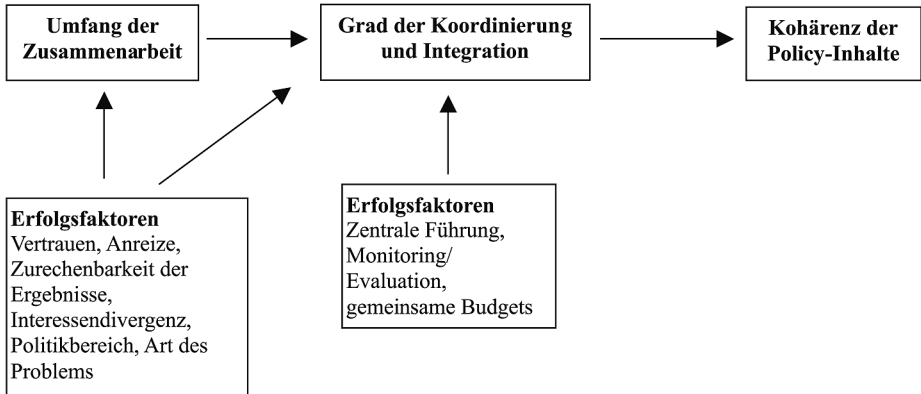 Umfang der
Zusammenarbeit
Grad der Koordinierung
und Integration
Kohärenz der
Policy-Inhalte
Erfolgsfaktoren
Vertrauen, Anreize,
Zurechenbarkeit der
Ergebnisse,
Interessendivergenz,
Politikbereich, Art des
Problems
Erfolgsfaktoren
Zentrale Führung,
Monitoring/
Evaluation,
gemeinsame Budgets